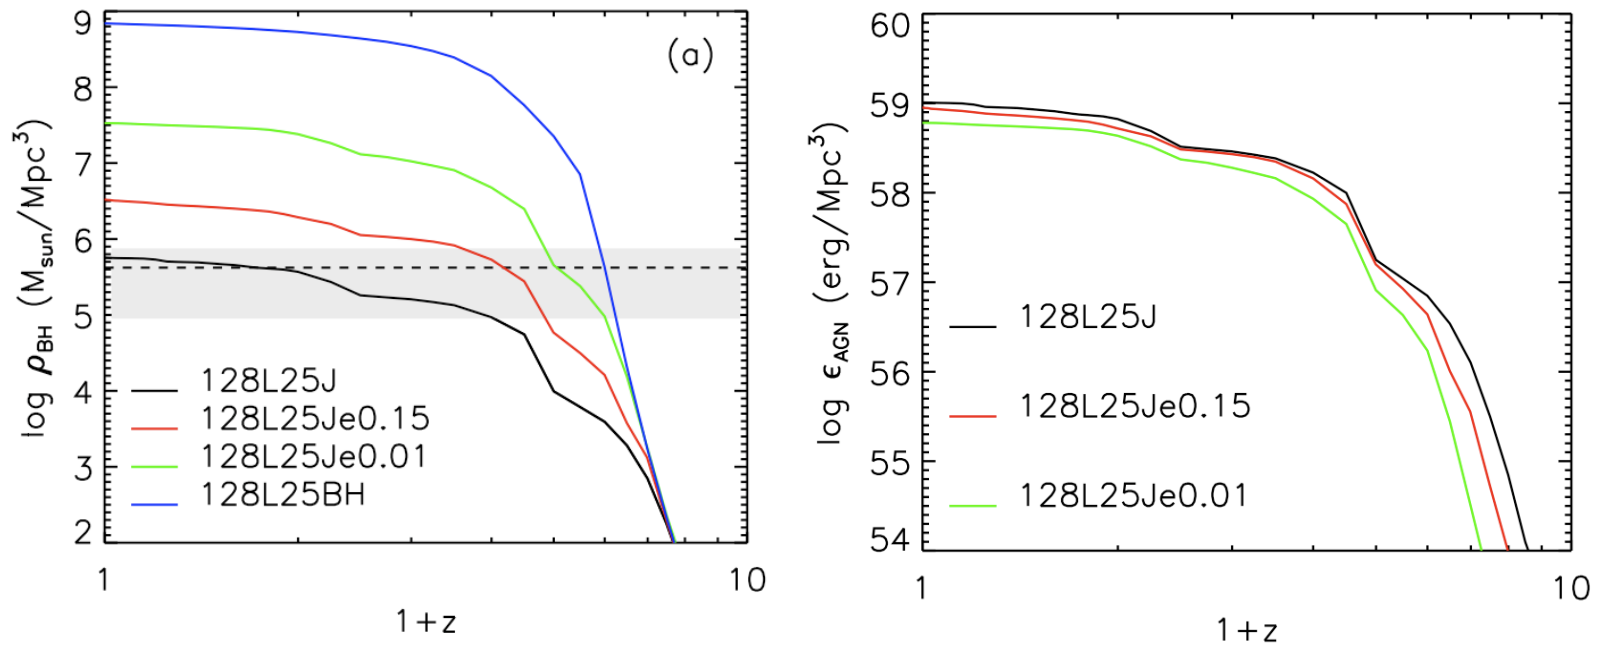 (a)
log ρBH (Msun/Mpc³)
9
8
7
6
5
4
3
2
128L25J
128L25Je0.15
128L25Je0.01
128L25BH
1
10
1+z
log ϵAGN (erg/Mpc³)
60
59
58
57
56
55
54
128L25J
128L25Je0.15
128L25Je0.01
1
10
1+z